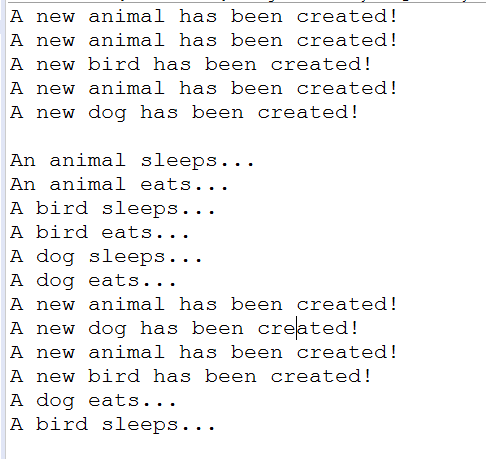 A new animal has been created!
A new animal has been created!
A new bird has been created!
A new animal has been created!
A new dog has been created!

An animal sleeps...
An animal eats...
A bird sleeps...
A bird eats...
A dog sleeps...
A dog eats...
A new animal has been created!
A new dog has been created!
A new animal has been created!
A new bird has been created!
A dog eats...
A bird sleeps...